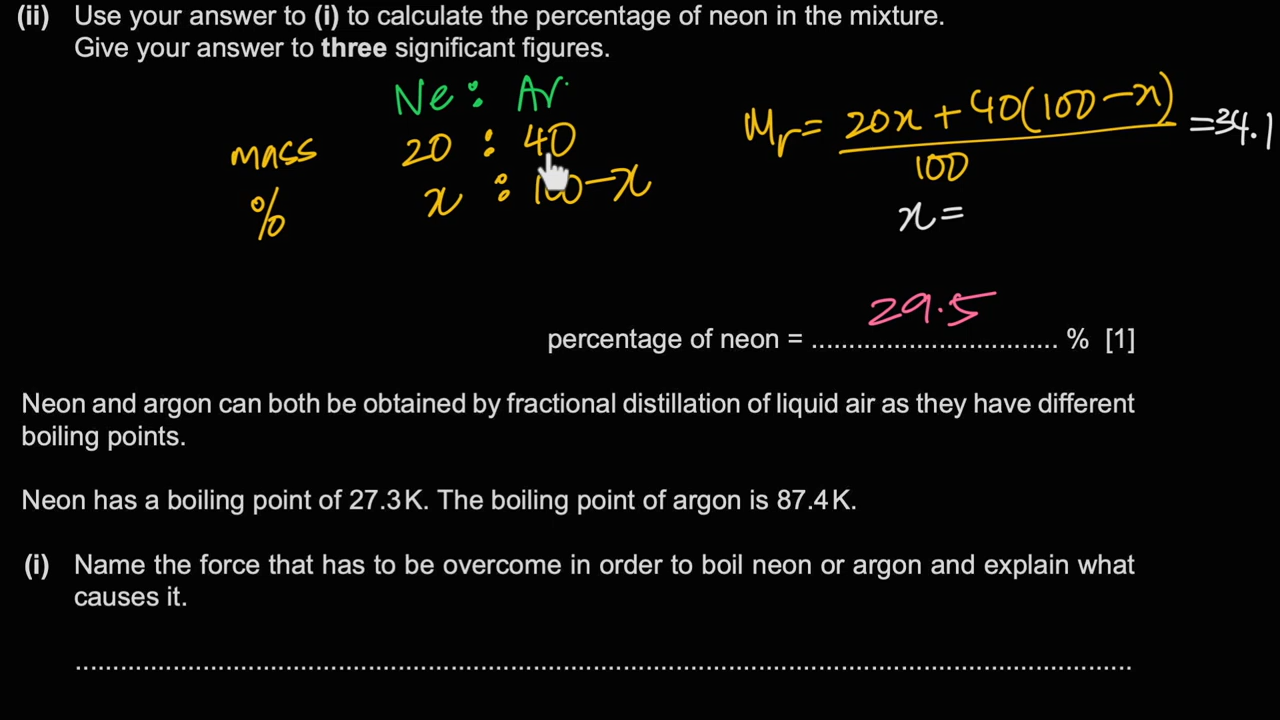 (ii) Use your answer to (i) to calculate the percentage of neon in the mixture.
Give your answer to three significant figures.
Ne : Ar
mass 20 : 40
% x : 100-x
Mr = 20x + 40(100-x) = 34.1
100
x =
29.5
percentage of neon = ................................ % [1]
Neon and argon can both be obtained by fractional distillation of liquid air as they have different
boiling points.
Neon has a boiling point of 27.3 K. The boiling point of argon is 87.4 K.
(i) Name the force that has to be overcome in order to boil neon or argon and explain what
causes it.